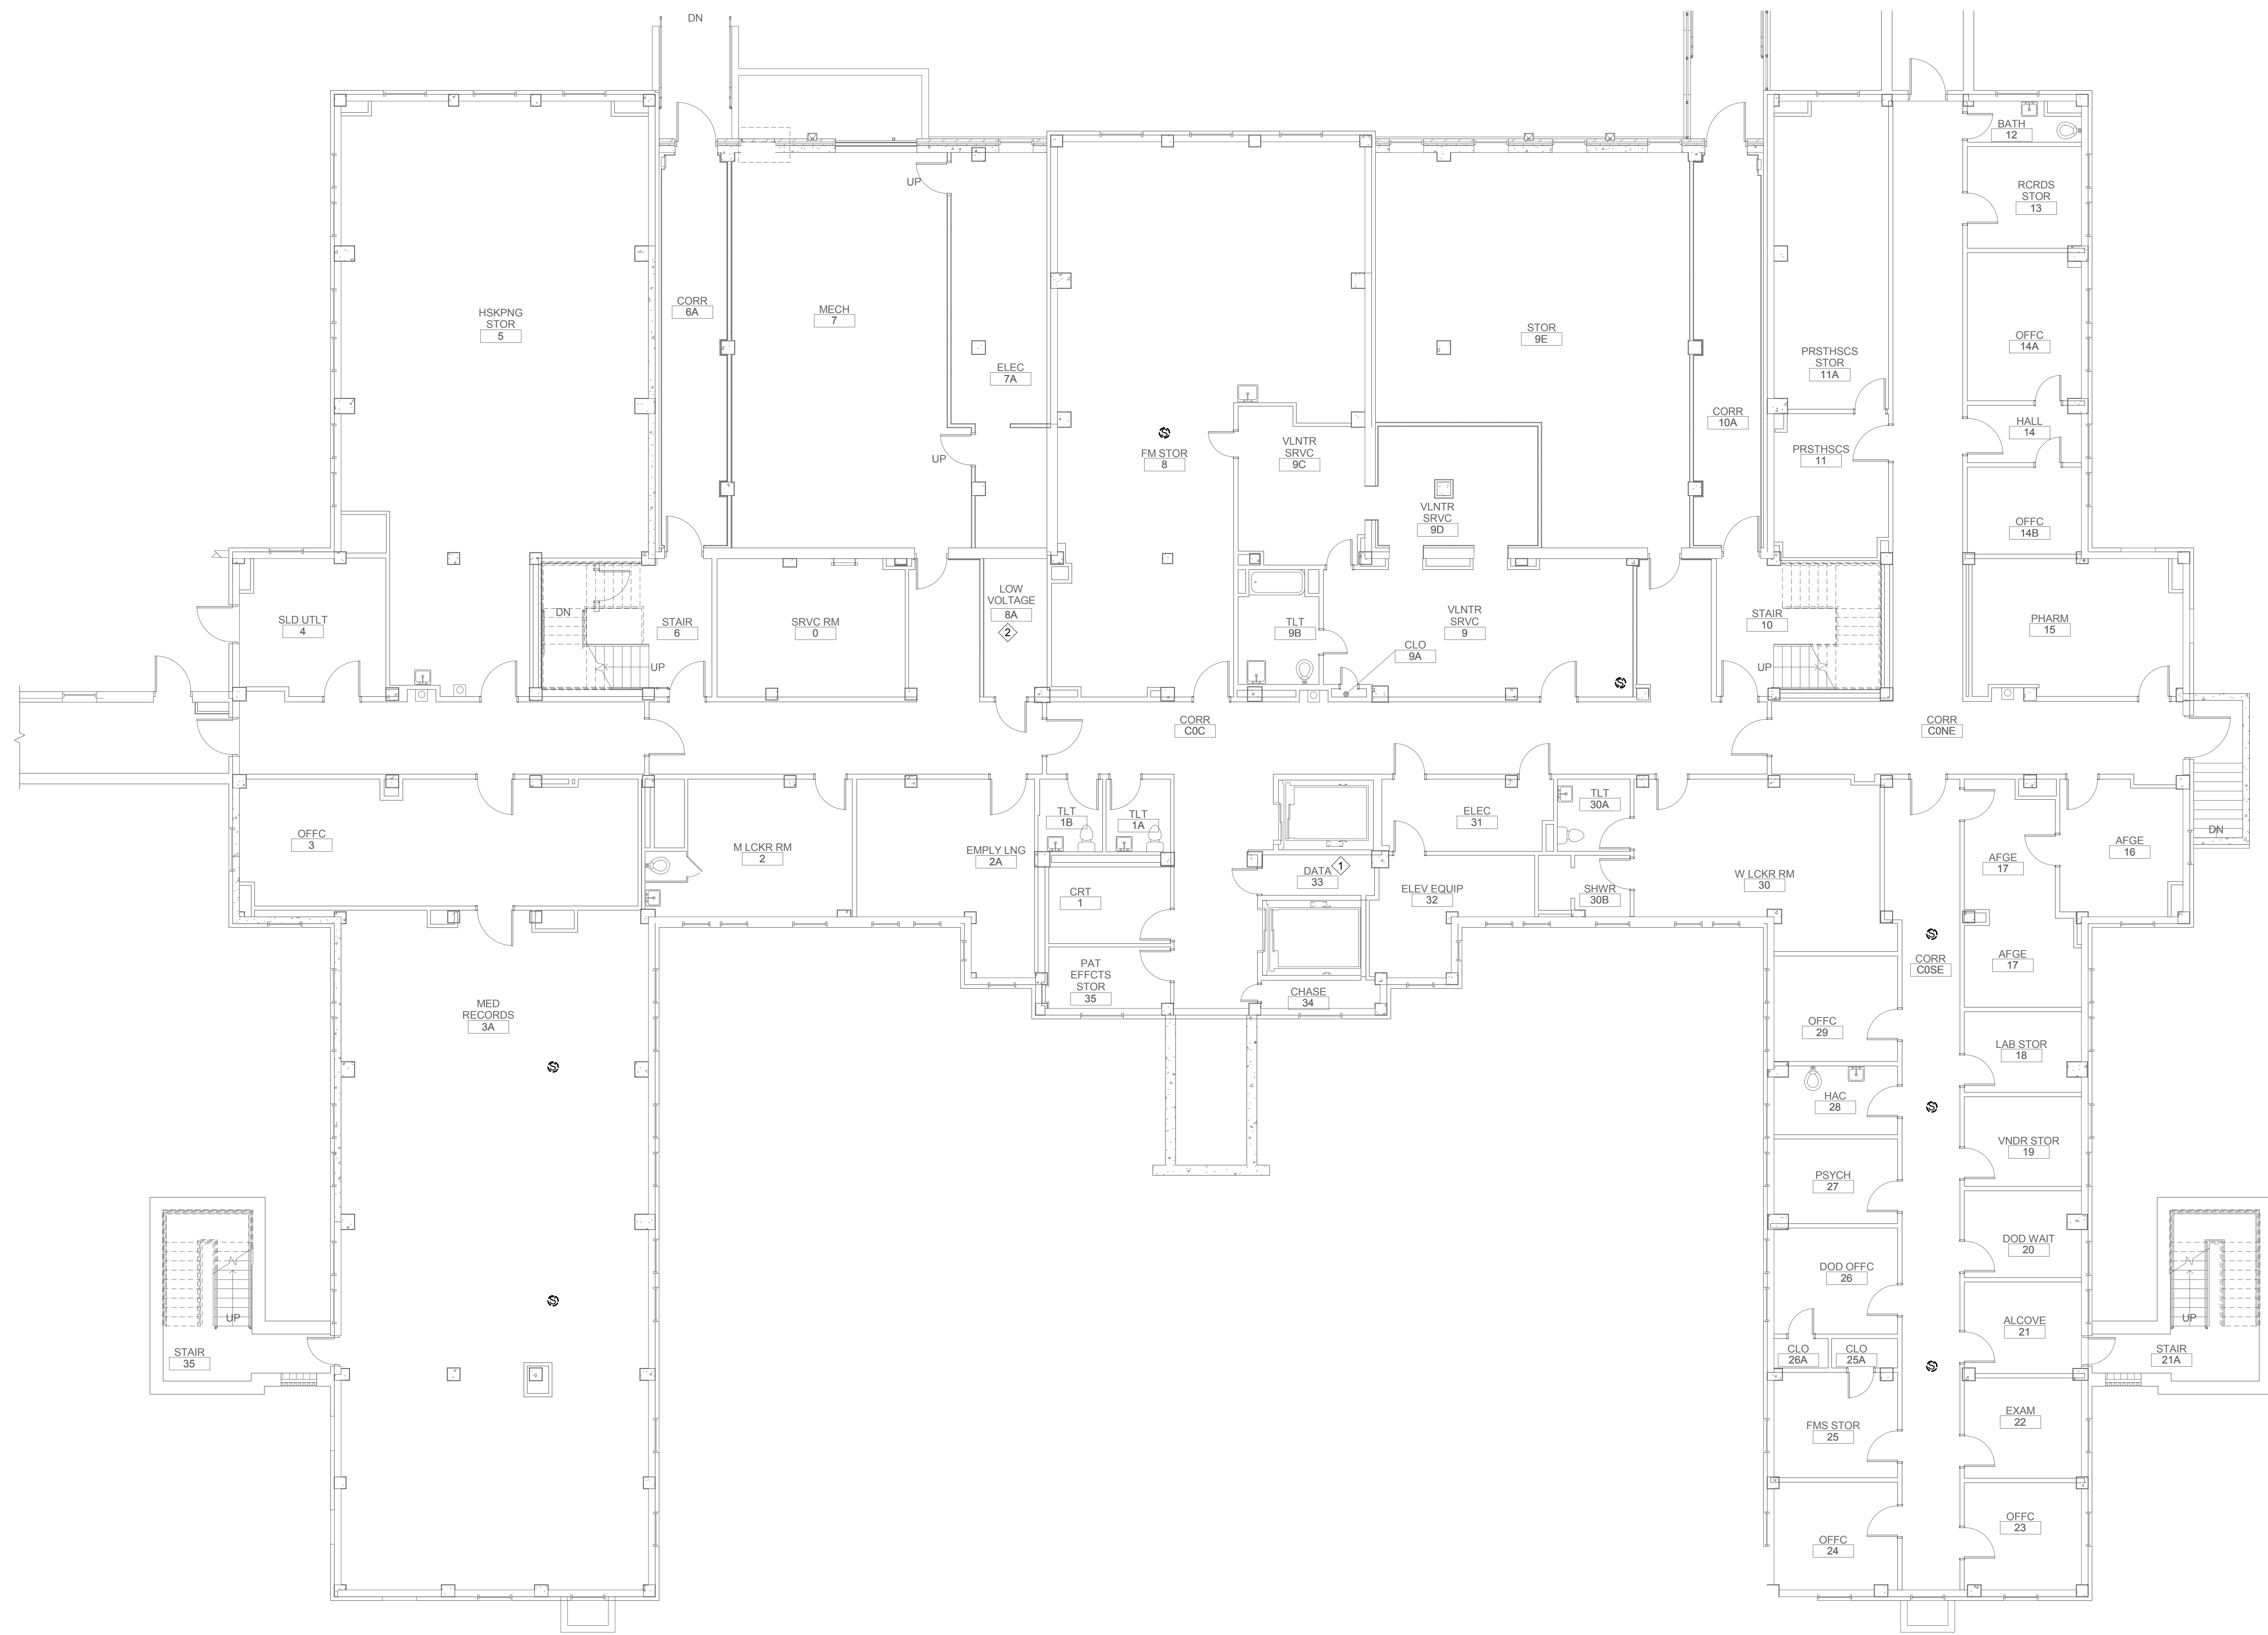 DN
BATH
12
RCRDS
STOR
13
UP
HSKPNG
STOR
5
CORR
6A
MECH
7
ELEC
7A
STOR
9E
OFFC
14A
PRSTHSCS
STOR
11A
CORR
10A
HALL
14
UP
S
FM STOR
8
VLNTR
SRVC
9C
PRSTHSCS
11
VLNTR
SRVC
9D
OFFC
14B
DN
SLD UTLT
4
STAIR
6
UP
SRVC RM
0
LOW
VOLTAGE
8A
2
TLT
9B
VLNTR
SRVC
9
CLO
9A
S
STAIR
10
UP
PHARM
15
CORR
C0C
CORR
C0NE
OFFC
3
M LCKR RM
2
EMPLY LNG
2A
TLT
1B
TLT
1A
ELEC
31
TLT
30A
DN
AFGE
16
AFGE
17
CRT
1
DATA
33
1
ELEV EQUIP
32
SHWR
30B
W LCKR RM
30
S
MED
RECORDS
3A
PAT
EFFCTS
STOR
35
CHASE
34
CORR
C0SE
AFGE
17
OFFC
29
LAB STOR
18
S
HAC
28
S
VNDR STOR
19
PSYCH
27
DOD WAIT
20
DOD OFFC
26
S
UP
STAIR
35
ALCOVE
21
UP
STAIR
21A
CLO
26A
CLO
25A
S
FMS STOR
25
EXAM
22
OFFC
24
OFFC
23